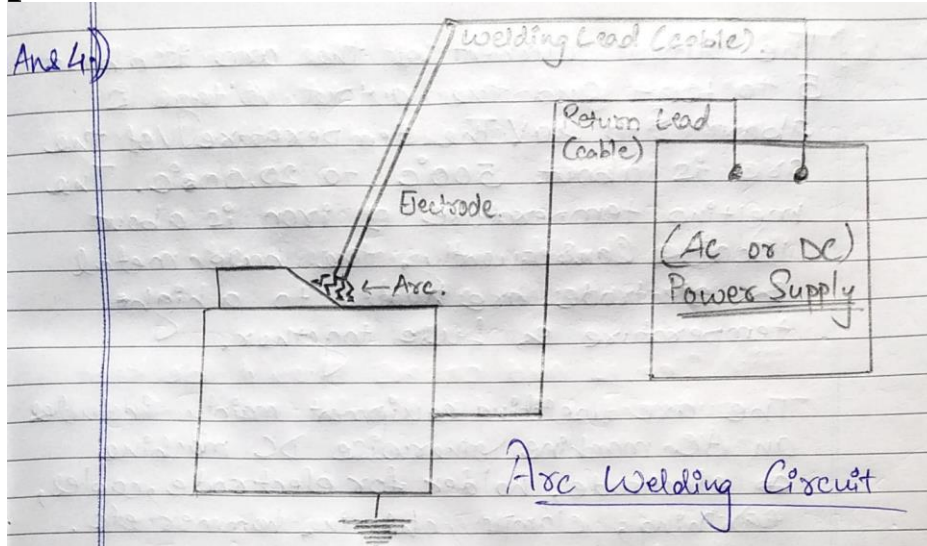 Ans 4.)
Welding Lead (cable).
Return Lead
(cable)
Electrode.
(AC or DC)
Power Supply
← Arc.
Arc Welding Circuit